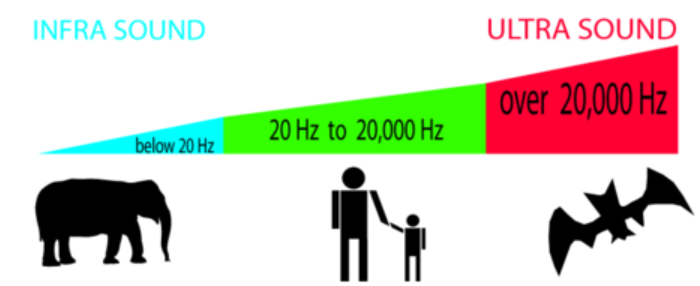 INFRA SOUND
ULTRA SOUND
below 20 Hz
20 Hz to 20,000 Hz
over 20,000 Hz